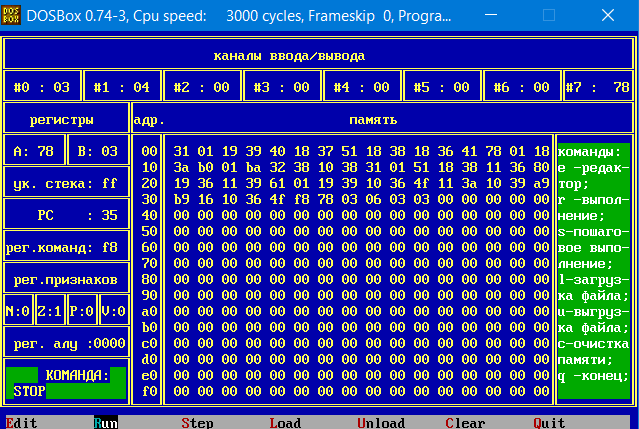 DOSBox 0.74-3, Cpu speed: 3000 cycles, Frameskip 0, Progra...
каналы ввода/вывода
#0 : 03 #1 : 04 #2 : 00 #3 : 00 #4 : 00 #5 : 00 #6 : 00 #7 : 78
регистры адр. память
A: 78 B: 03 00 31 01 19 39 40 18 37 51 18 38 18 36 41 78 01 18 команды:
10 3a b0 01 ba 32 38 10 38 31 01 51 18 38 11 36 80 e -редак-
ук. стека: ff 20 19 36 11 39 61 01 19 39 10 36 4f 11 3a 10 39 a9 тор;
30 b9 16 10 36 4f f8 78 03 06 03 03 00 00 00 00 00 r -выпол-
PC : 35 40 00 00 00 00 00 00 00 00 00 00 00 00 00 00 00 00 нение;
50 00 00 00 00 00 00 00 00 00 00 00 00 00 00 00 00 s-пошаго-
рег.команд: f8 60 00 00 00 00 00 00 00 00 00 00 00 00 00 00 00 00 вое выпо-
70 00 00 00 00 00 00 00 00 00 00 00 00 00 00 00 00 лнение;
рег.признаков 80 00 00 00 00 00 00 00 00 00 00 00 00 00 00 00 00 l-загруз-
90 00 00 00 00 00 00 00 00 00 00 00 00 00 00 00 00 ка файла;
N:0 Z:1 P:0 V:0 a0 00 00 00 00 00 00 00 00 00 00 00 00 00 00 00 00 u-выгруз-
b0 00 00 00 00 00 00 00 00 00 00 00 00 00 00 00 00 ка файла;
рег. алу :0000 c0 00 00 00 00 00 00 00 00 00 00 00 00 00 00 00 00 c-очистка
d0 00 00 00 00 00 00 00 00 00 00 00 00 00 00 00 00 памяти;
КОМАНДА: e0 00 00 00 00 00 00 00 00 00 00 00 00 00 00 00 00 q -конец;
STOP f0 00 00 00 00 00 00 00 00 00 00 00 00 00 00 00 00
Edit Run Step Load Unload Clear Quit